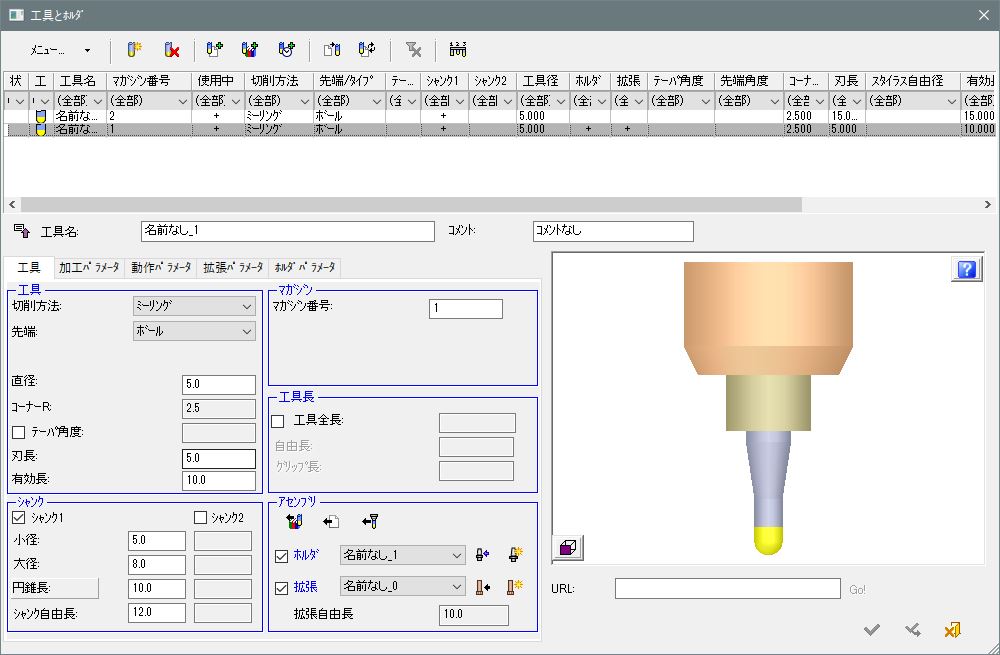 工具とﾎﾙﾀﾞ
ﾒﾆｭｰ...
状 工 工具名 ﾏｶﾞｼﾞﾝ番号 使用中 切削方法 先端/ﾀｲﾌﾟ テー... ｼｬﾝｸ1 ｼｬﾝｸ2 工具径 ﾎﾙﾀﾞ 拡張 ﾃｰﾊﾟ角度 先端角度 ｺｰﾅ... 刃長 ｽﾀｲﾗｽ自由径 有効長
(全部) (全部) (全部) (全部) (全部) (全 (全部) (全部) (全部) (全 (全 (全部) (全部) (全部 (全 (全部) (全部)
名前な... 2 + ﾐｰﾘﾝｸﾞ ﾎﾞｰﾙ + 5.000 2.500 15.0... 15.000
名前な... 1 + ﾐｰﾘﾝｸﾞ ﾎﾞｰﾙ + 5.000 + + 2.500 5.000 10.000
工具名: 名前なし_1 ｺﾒﾝﾄ: ｺﾒﾝﾄなし
工具 加工ﾊﾟﾗﾒｰﾀ 動作ﾊﾟﾗﾒｰﾀ 拡張ﾊﾟﾗﾒｰﾀ ﾎﾙﾀﾞﾊﾟﾗﾒｰﾀ
工具
切削方法: ﾐｰﾘﾝｸﾞ
先端: ﾎﾞｰﾙ
直径: 5.0
ｺｰﾅｰR: 2.5
ﾃｰﾊﾟ角度:
刃長: 5.0
有効長: 10.0
ｼｬﾝｸ
ｼｬﾝｸ1 ｼｬﾝｸ2
小径: 5.0
大径: 8.0
円錐長: 10.0
ｼｬﾝｸ自由長: 12.0
ﾏｶﾞｼﾞﾝ
ﾏｶﾞｼﾞﾝ番号: 1
工具長
工具全長:
自由長:
ｸﾞﾘｯﾌﾟ長:
ｱｾﾝﾌﾞﾘ
ﾎﾙﾀﾞ 名前なし_1
拡張 名前なし_0
拡張自由長 10.0
URL: Go!